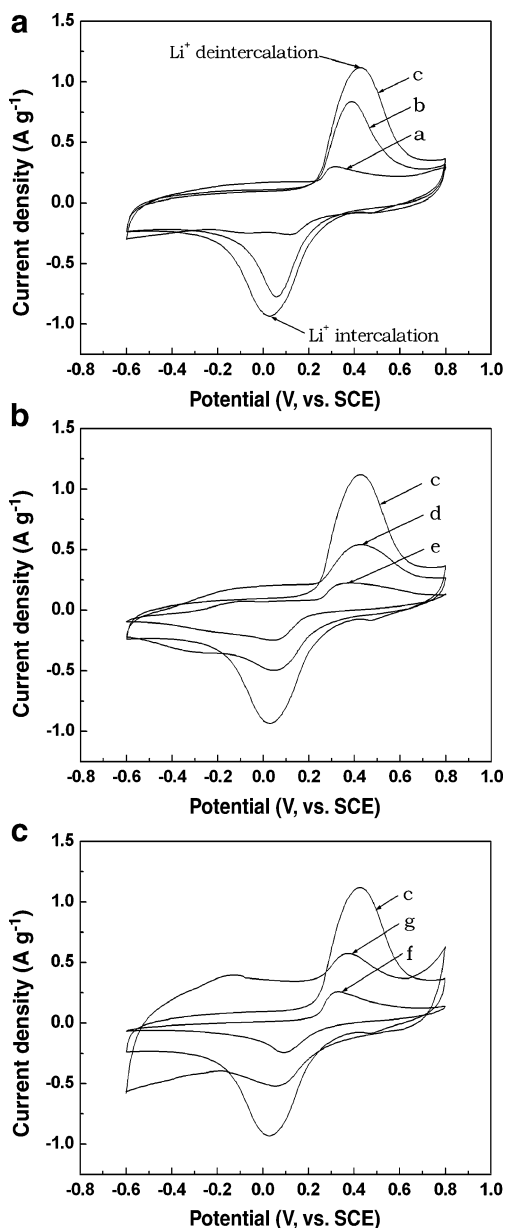 a
1.5
1.0
0.5
0.0
-0.5
-1.0
Current density (A g⁻¹)
Li⁺ deintercalation
c
b
a
Li⁺ intercalation
-0.8 -0.6 -0.4 -0.2 0.0 0.2 0.4 0.6 0.8 1.0
Potential (V, vs. SCE)
b
1.5
1.0
0.5
0.0
-0.5
-1.0
Current density (A g⁻¹)
c
d
e
-0.8 -0.6 -0.4 -0.2 0.0 0.2 0.4 0.6 0.8 1.0
Potential (V, vs. SCE)
c
1.5
1.0
0.5
0.0
-0.5
-1.0
Current density (A g⁻¹)
c
g
f
-0.8 -0.6 -0.4 -0.2 0.0 0.2 0.4 0.6 0.8 1.0
Potential (V, vs. SCE)